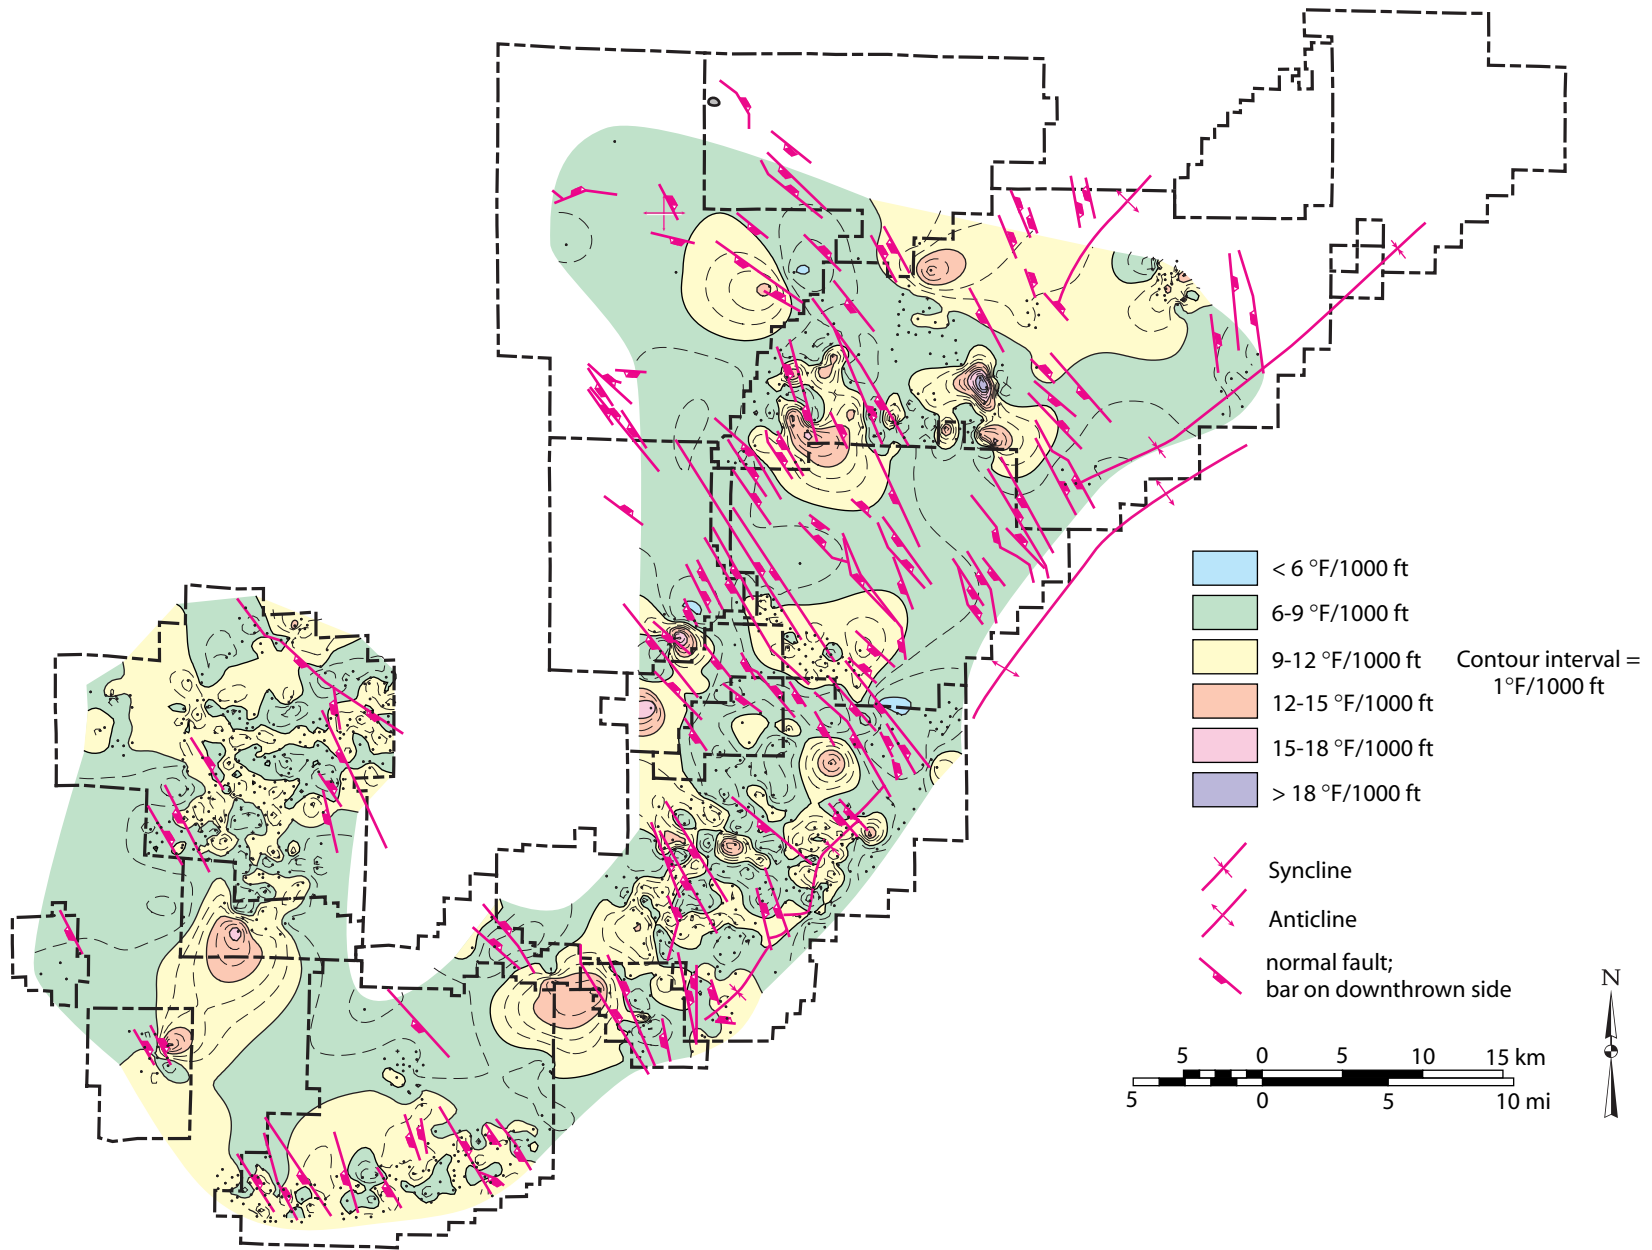 < 6 °F/1000 ft
6-9 °F/1000 ft
9-12 °F/1000 ft
12-15 °F/1000 ft
15-18 °F/1000 ft
> 18 °F/1000 ft
Contour interval =
1°F/1000 ft
Syncline
Anticline
normal fault;
bar on downthrown side
N
5 0 5 10 15 km
5 0 5 10 mi